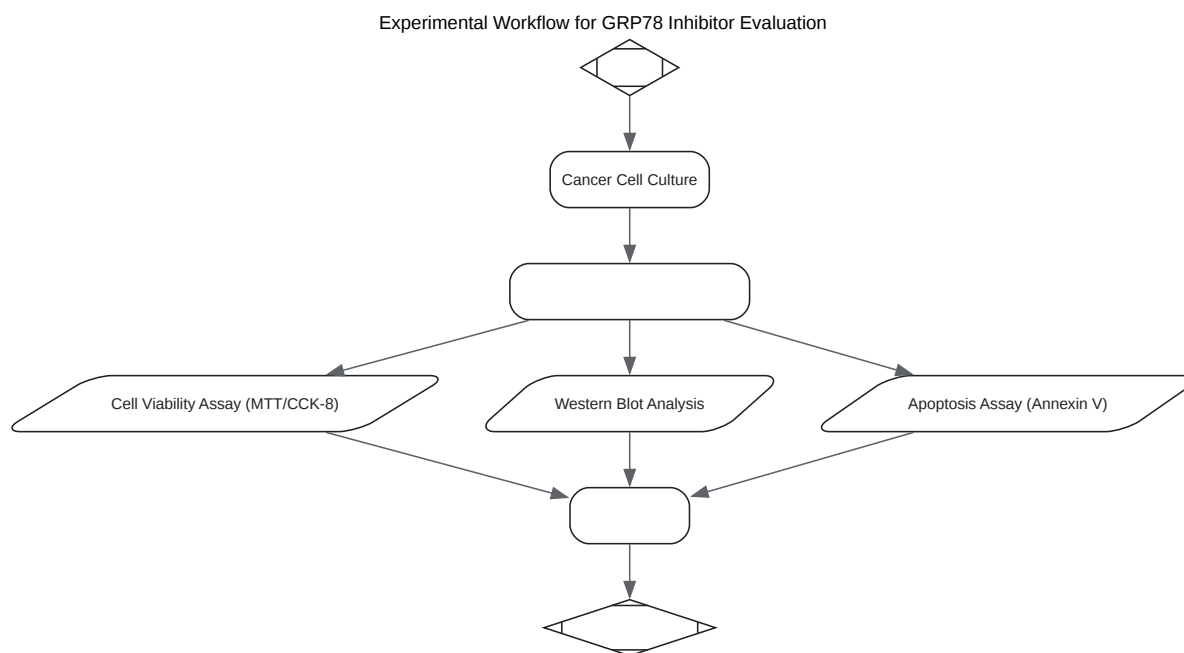 Experimental Workflow for GRP78 Inhibitor Evaluation
Cancer Cell Culture
Cell Viability Assay (MTT/CCK-8)
Western Blot Analysis
Apoptosis Assay (Annexin V)